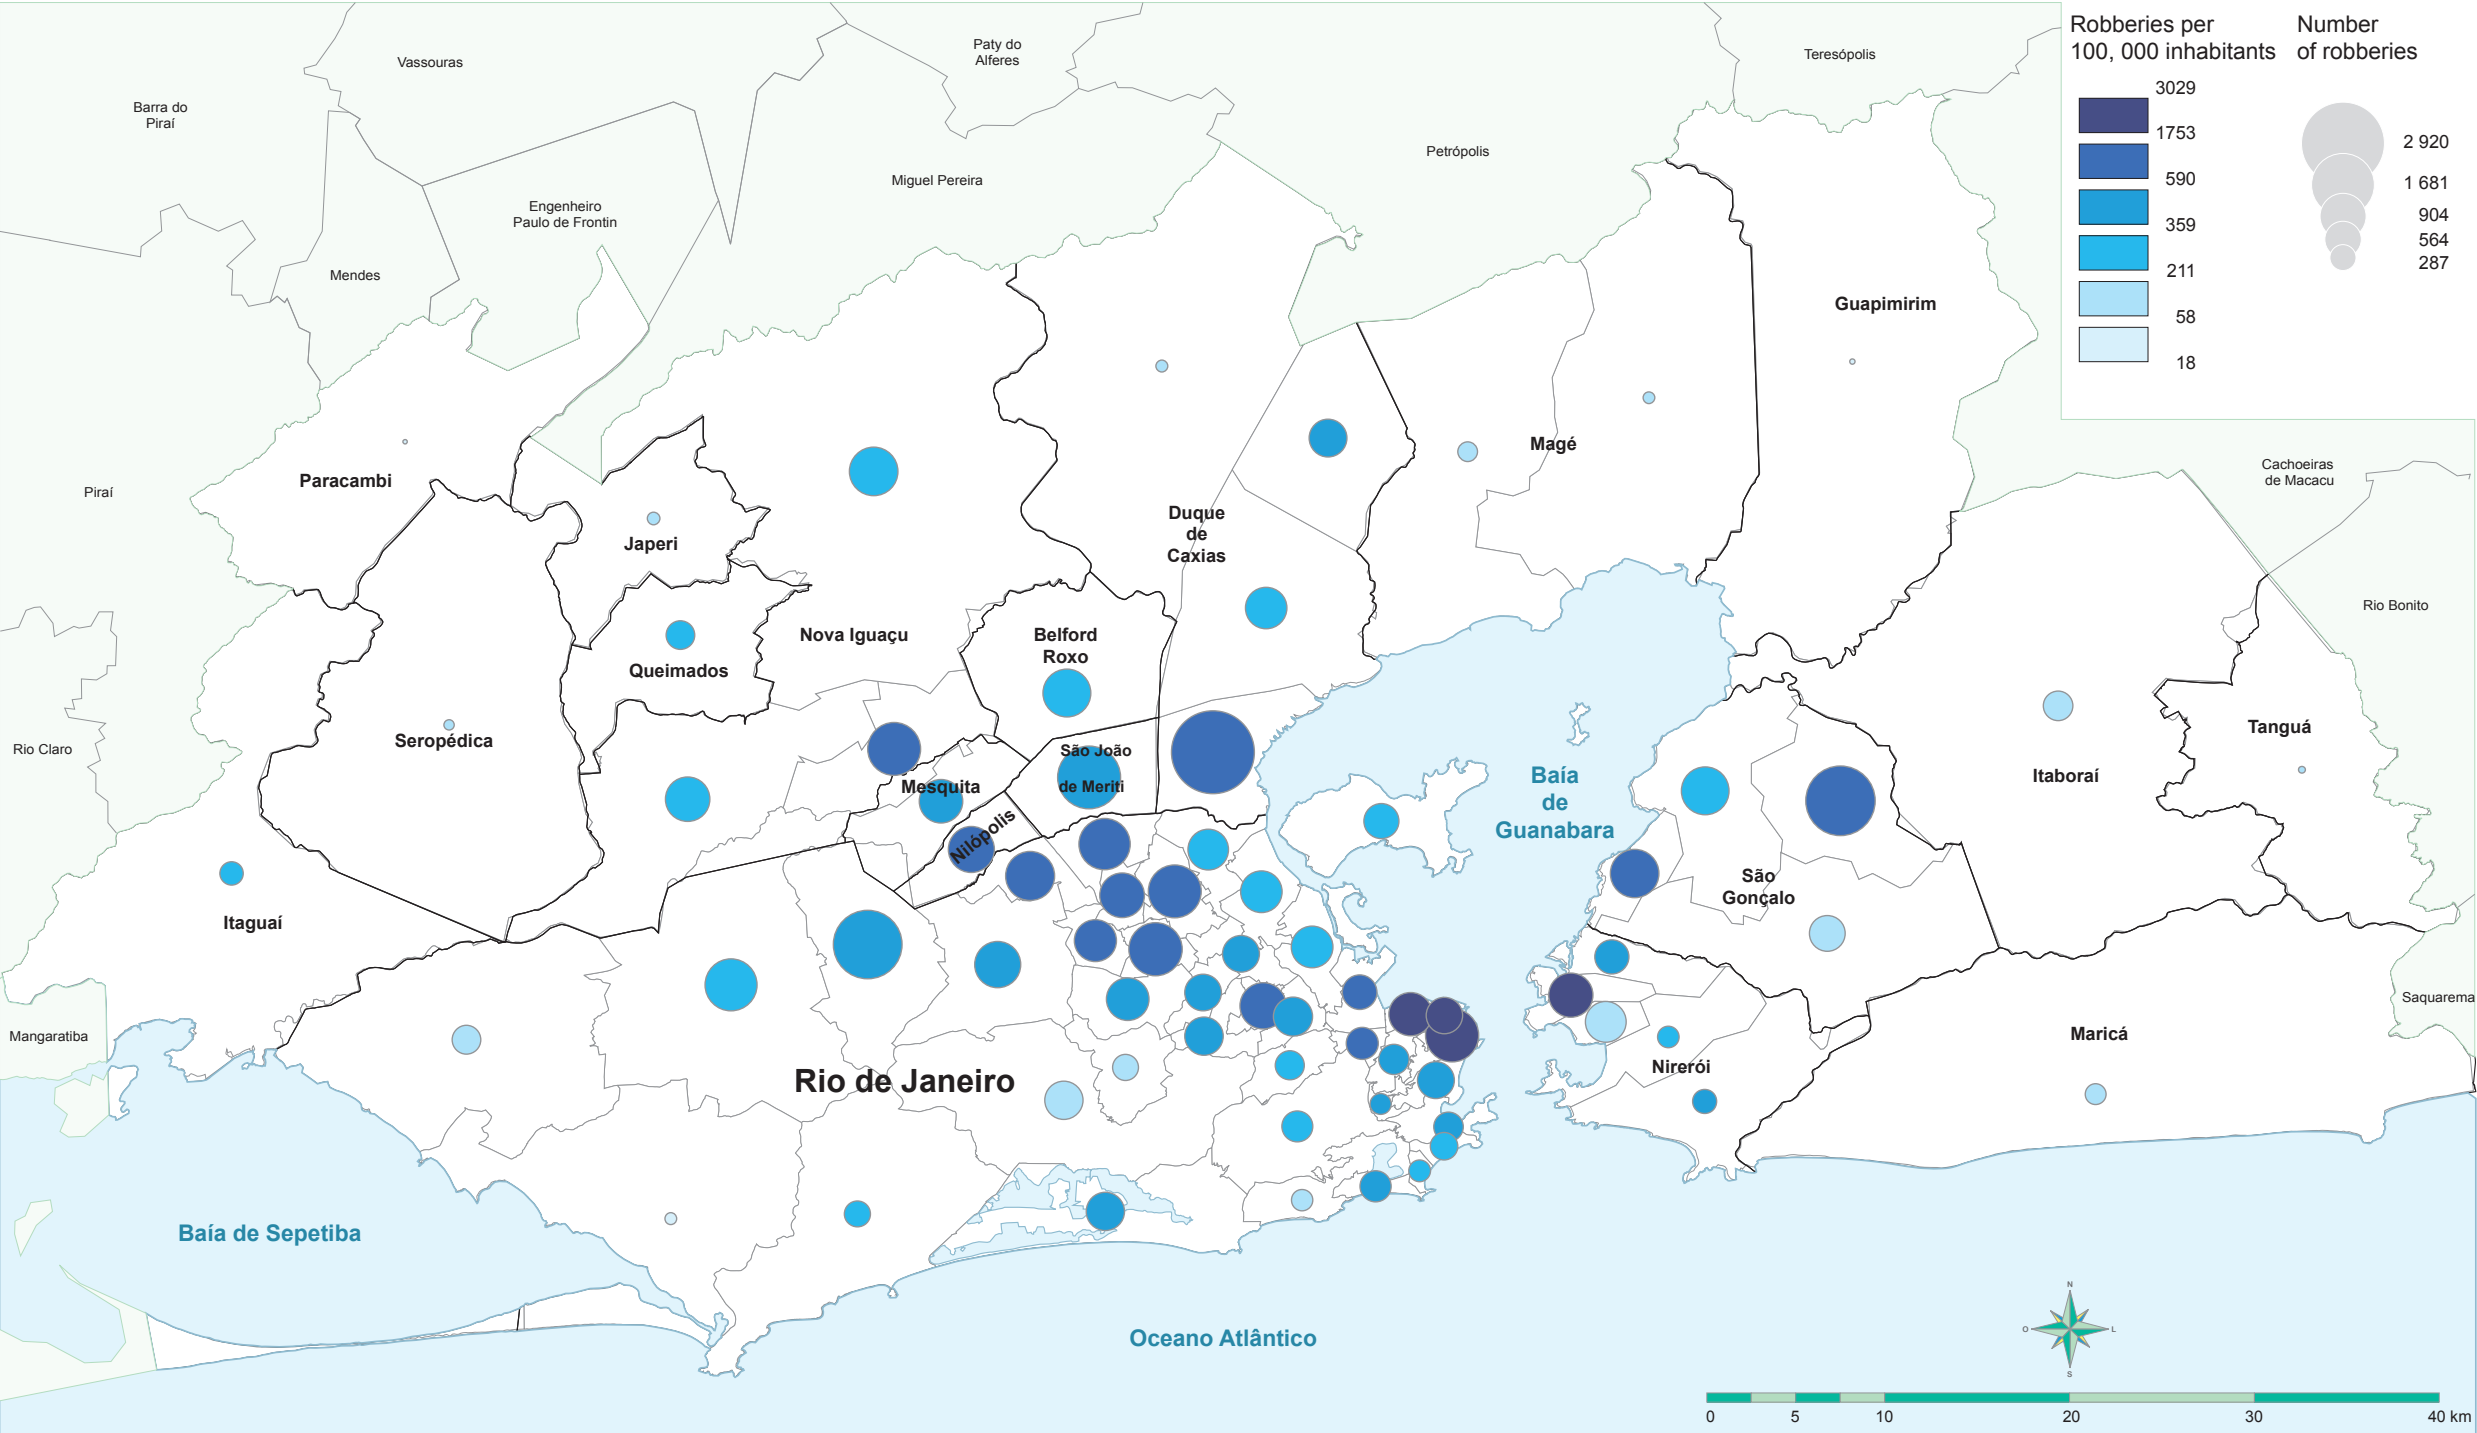 Robberies per
100, 000 inhabitants
3029
1753
590
359
211
58
18
Number
of robberies
2 920
1 681
904
564
287
Vassouras
Paty do
Alferes
Teresópolis
Barra do
Piraí
Petrópolis
Miguel Pereira
Engenheiro
Paulo de Frontin
Mendes
Guapimirim
Magé
Paracambi
Piraí
Cachoeiras
de Macacu
Duque
de
Caxias
Japeri
Rio Bonito
Nova Iguaçu
Belford
Roxo
Queimados
Seropédica
Rio Claro
Tanguá
São João
de Meriti
Baía
de
Guanabara
Itaboraí
Mesquita
Nilópolis
São
Gonçalo
Itaguaí
Saquarema
Mangaratiba
Maricá
Nirerói
Rio de Janeiro
Baía de Sepetiba
Oceano Atlântico
N
O
L
S
0
5
10
20
30
40 km